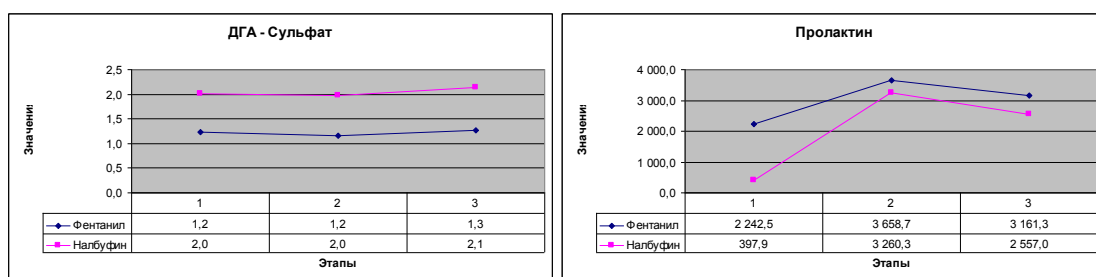 ДГА - Сульфат
2,5
2,0
1,5
1,0
0,5
0,0
Значения
1 2 3
Фентанил 1,2 1,2 1,3
Налбуфин 2,0 2,0 2,1
Этапы
Пролактин
4 000,0
3 000,0
2 000,0
1 000,0
0,0
Значения
1 2 3
Фентанил 2 242,5 3 658,7 3 161,3
Налбуфин 397,9 3 260,3 2 557,0
Этапы